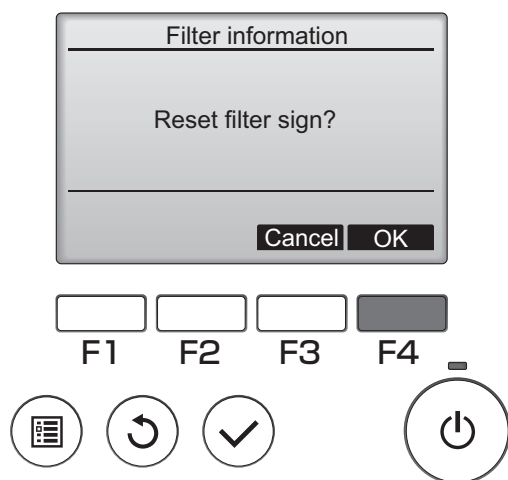 Filter information
Reset filter sign?
Cancel OK
F1 F2 F3 F4